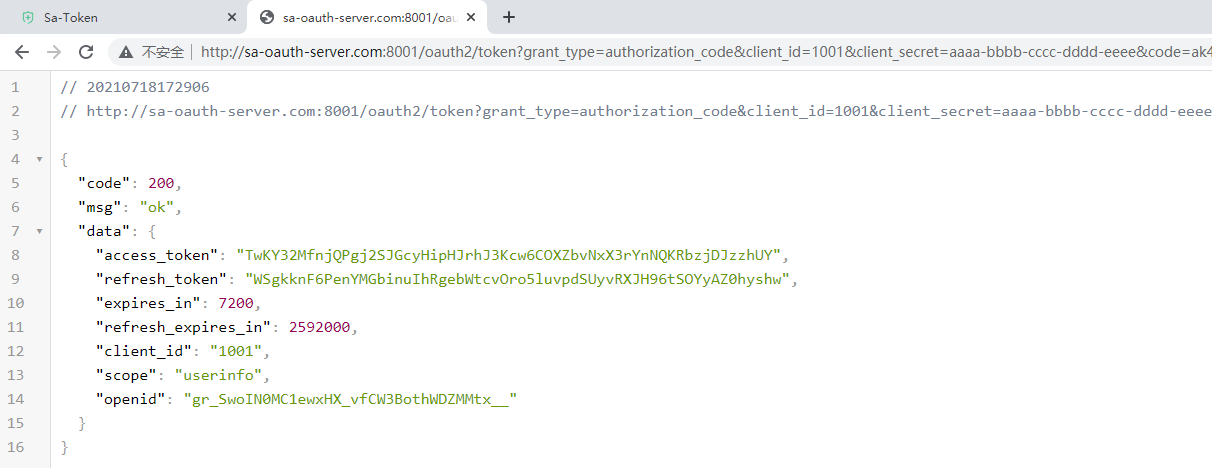 Sa-Token
sa-oauth-server.com:8001/oau
不安全 http://sa-oauth-server.com:8001/oauth2/token?grant_type=authorization_code&client_id=1001&client_secret=aaaa-bbbb-cccc-dddd-eeee&code=ak4
1 // 20210718172906
2 // http://sa-oauth-server.com:8001/oauth2/token?grant_type=authorization_code&client_id=1001&client_secret=aaaa-bbbb-cccc-dddd-eeee
3
4 {
5 "code": 200,
6 "msg": "ok",
7 "data": {
8 "access_token": "TwKY32MfnjQPgj2SJGcyHipHJrhJ3Kcw6COXZbvNxX3rYnNQKRbzjDJzzhUY",
9 "refresh_token": "WSgkknF6PenYMGbinuIhRgebWtcvOro5luvpdSUyvRXJH96tSOYyAZ0hyshw",
10 "expires_in": 7200,
11 "refresh_expires_in": 2592000,
12 "client_id": "1001",
13 "scope": "userinfo",
14 "openid": "gr_SwoIN0MC1ewxHX_vfCW3BothWDZMMtx__"
15 }
16 }